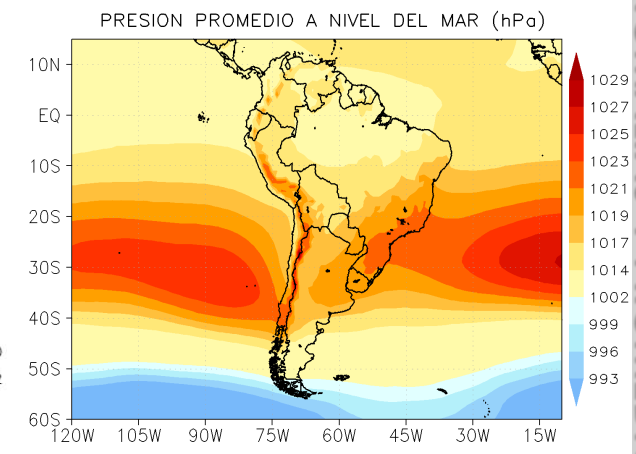 PRESION PROMEDIO A NIVEL DEL MAR (hPa)
10N
EQ
10S
20S
30S
40S
50S
60S
120W 105W 90W 75W 60W 45W 30W 15W
1029
1027
1025
1023
1021
1019
1017
1014
1002
999
996
993